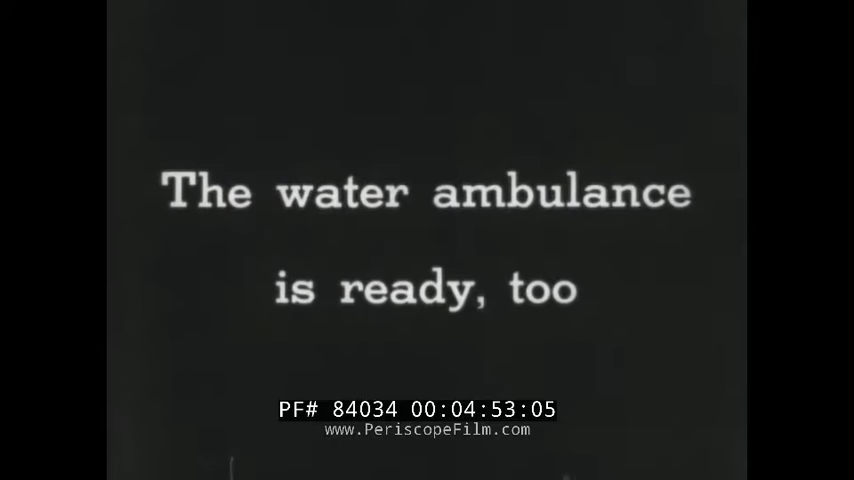 The water ambulance
is ready, too
PF# 84034 00:04:53:05
www.PeriscopeFilm.com